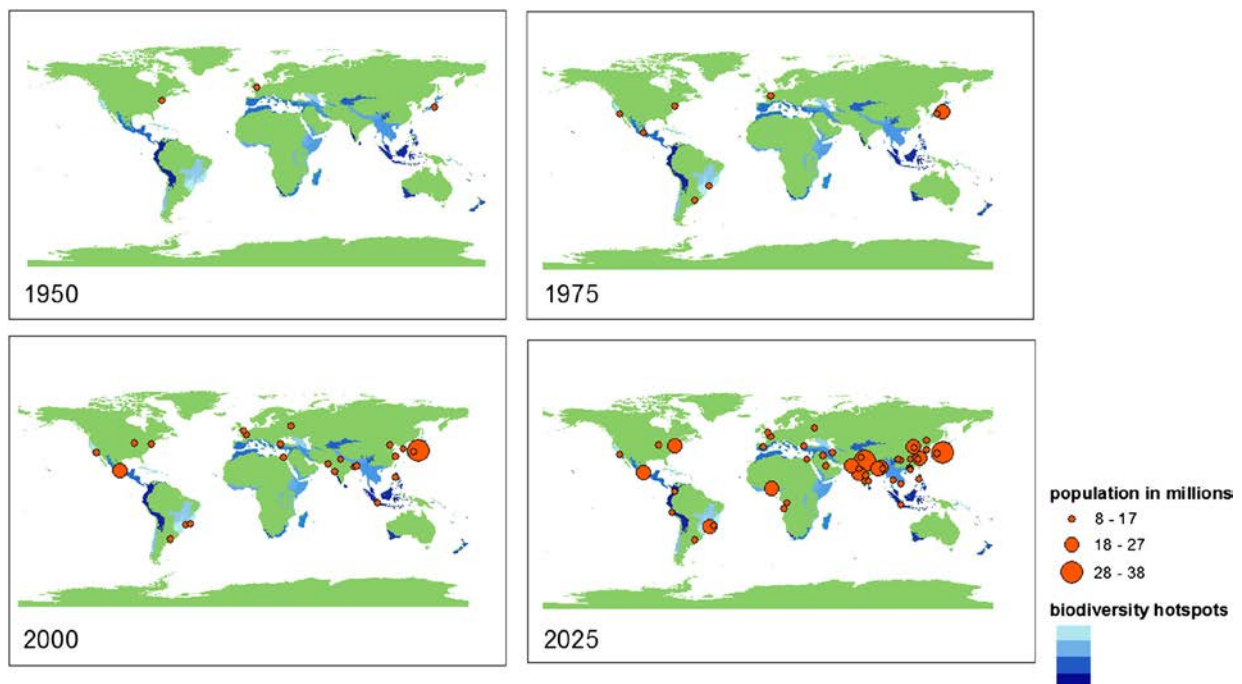 1950
1975
2000
2025
population in millions
8 - 17
18 - 27
28 - 38
biodiversity hotspots